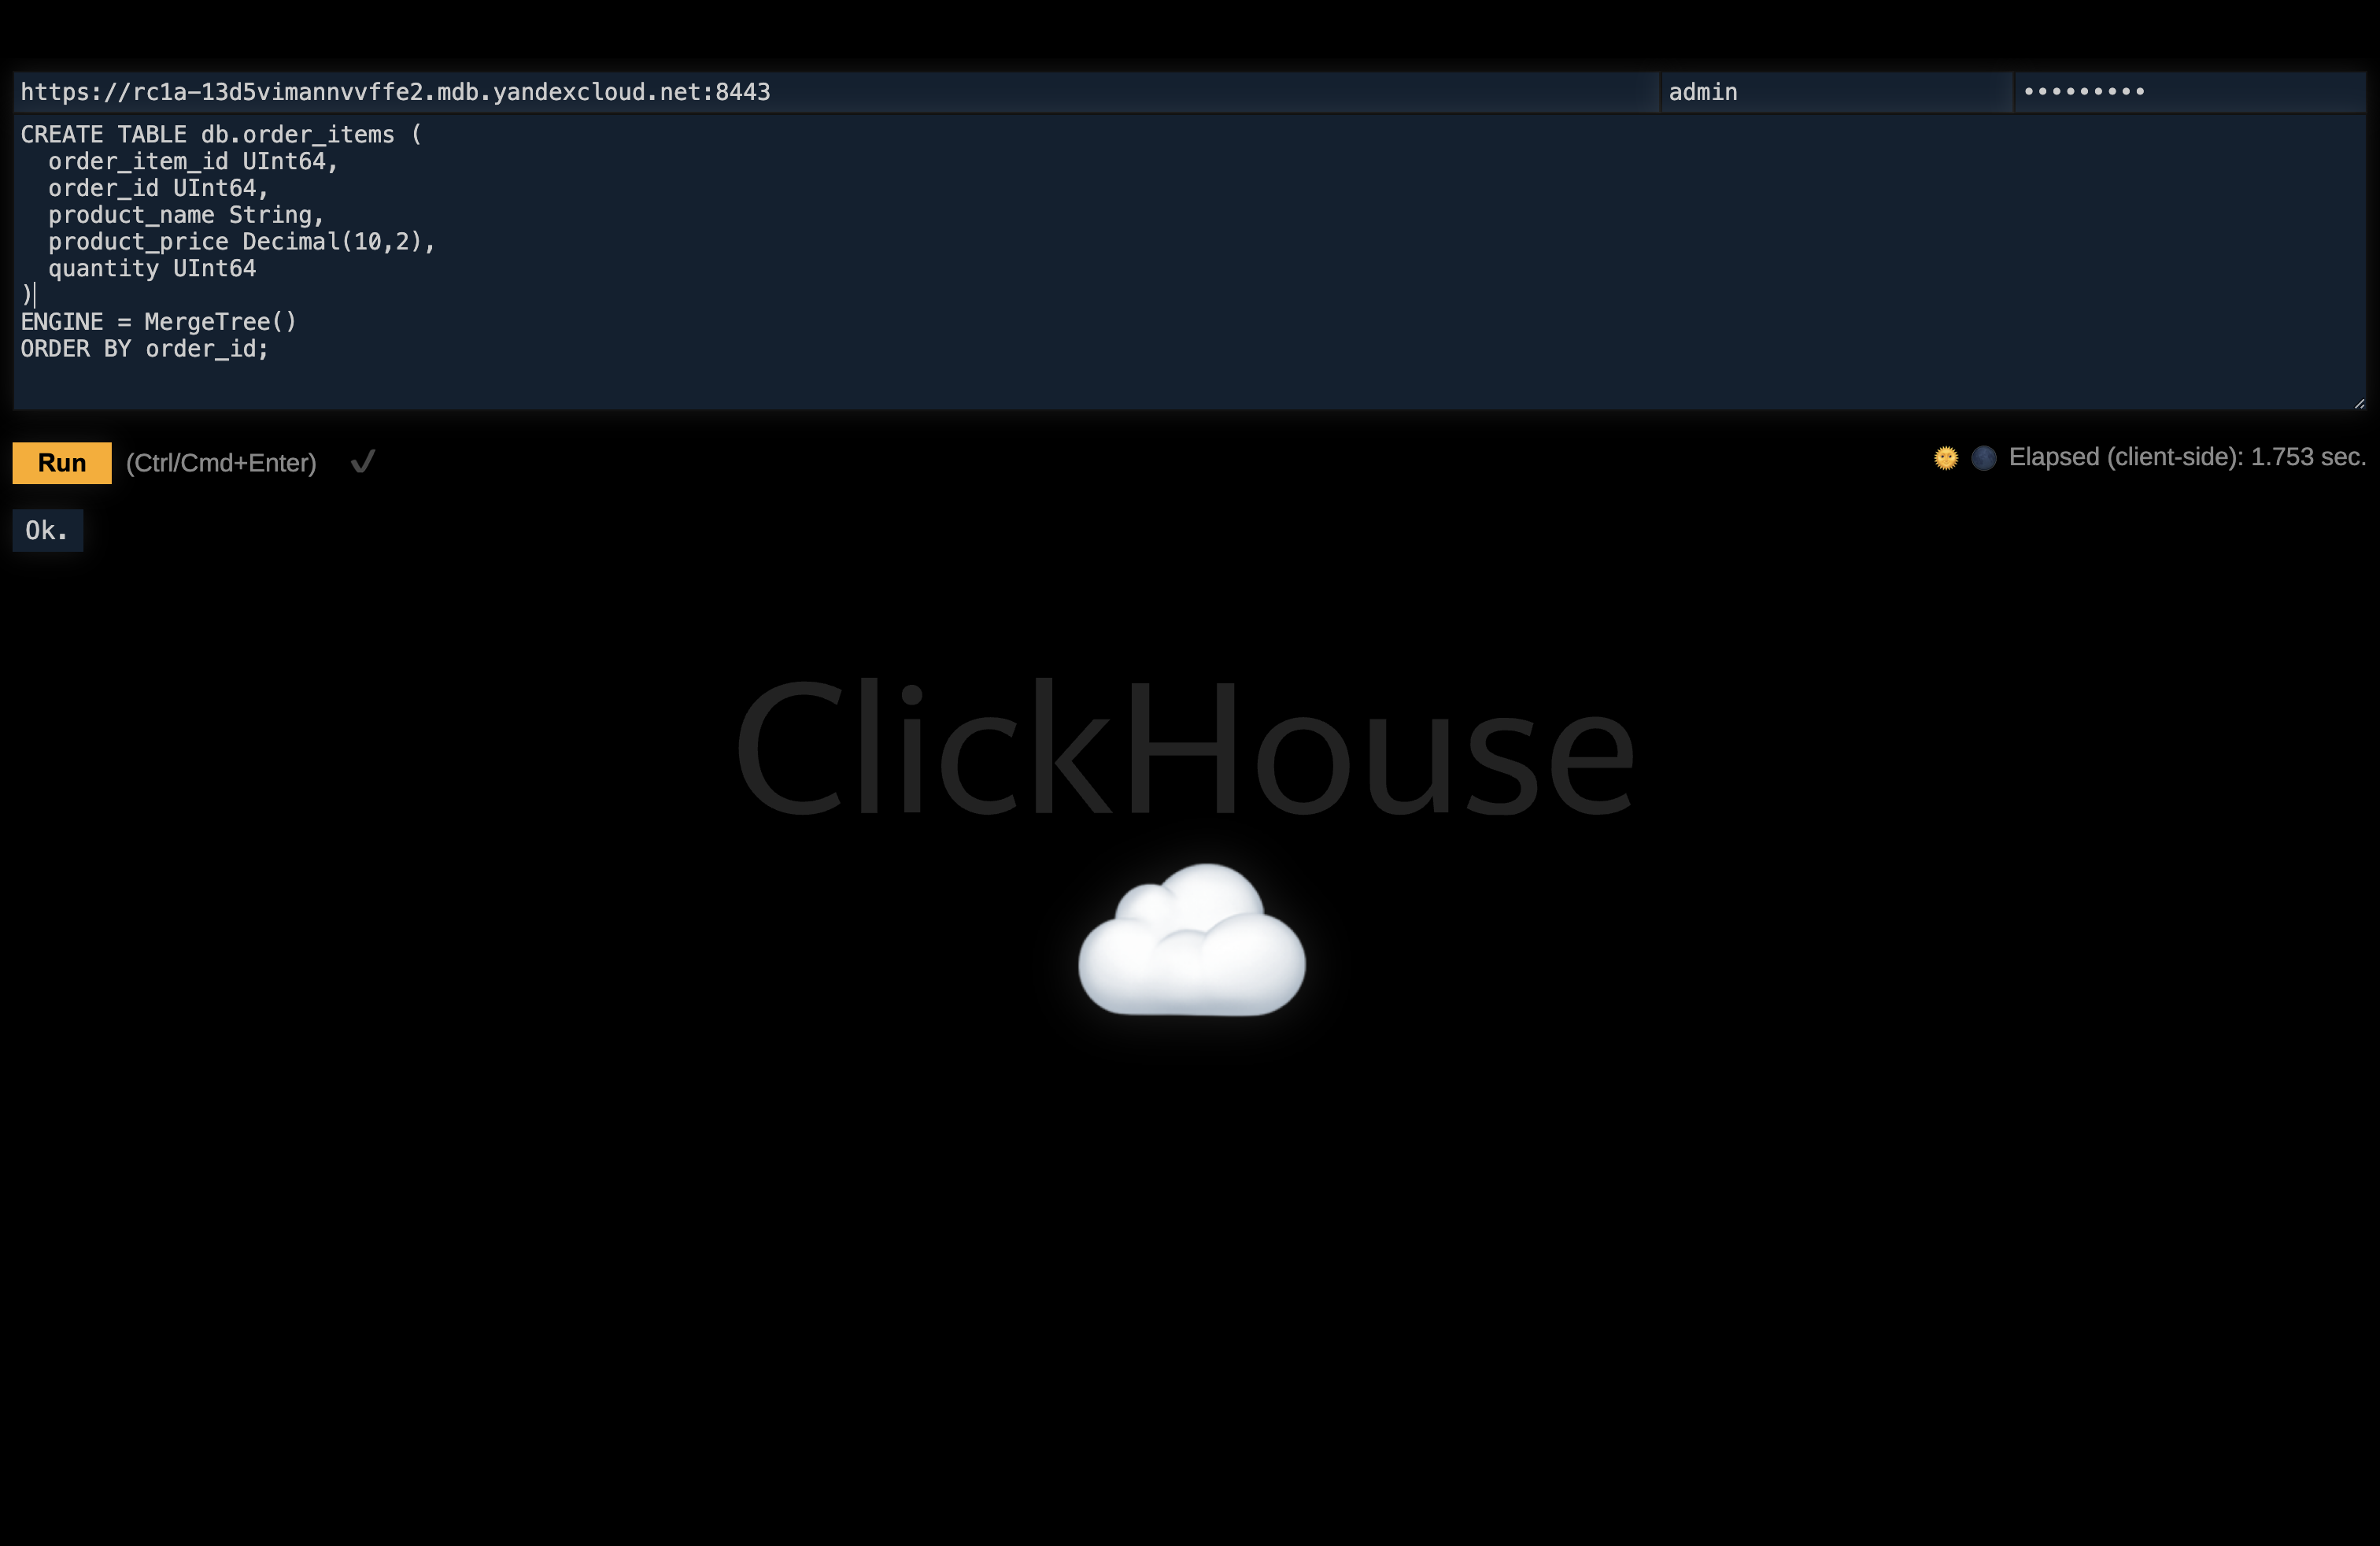 https://rc1a-13d5vimannvvffe2.mdb.yandexcloud.net:8443 admin •••••••••
CREATE TABLE db.order_items (
  order_item_id UInt64,
  order_id UInt64,
  product_name String,
  product_price Decimal(10,2),
  quantity UInt64
)
ENGINE = MergeTree()
ORDER BY order_id;
Run (Ctrl/Cmd+Enter) ✔ Elapsed (client-side): 1.753 sec.
Ok.
ClickHouse